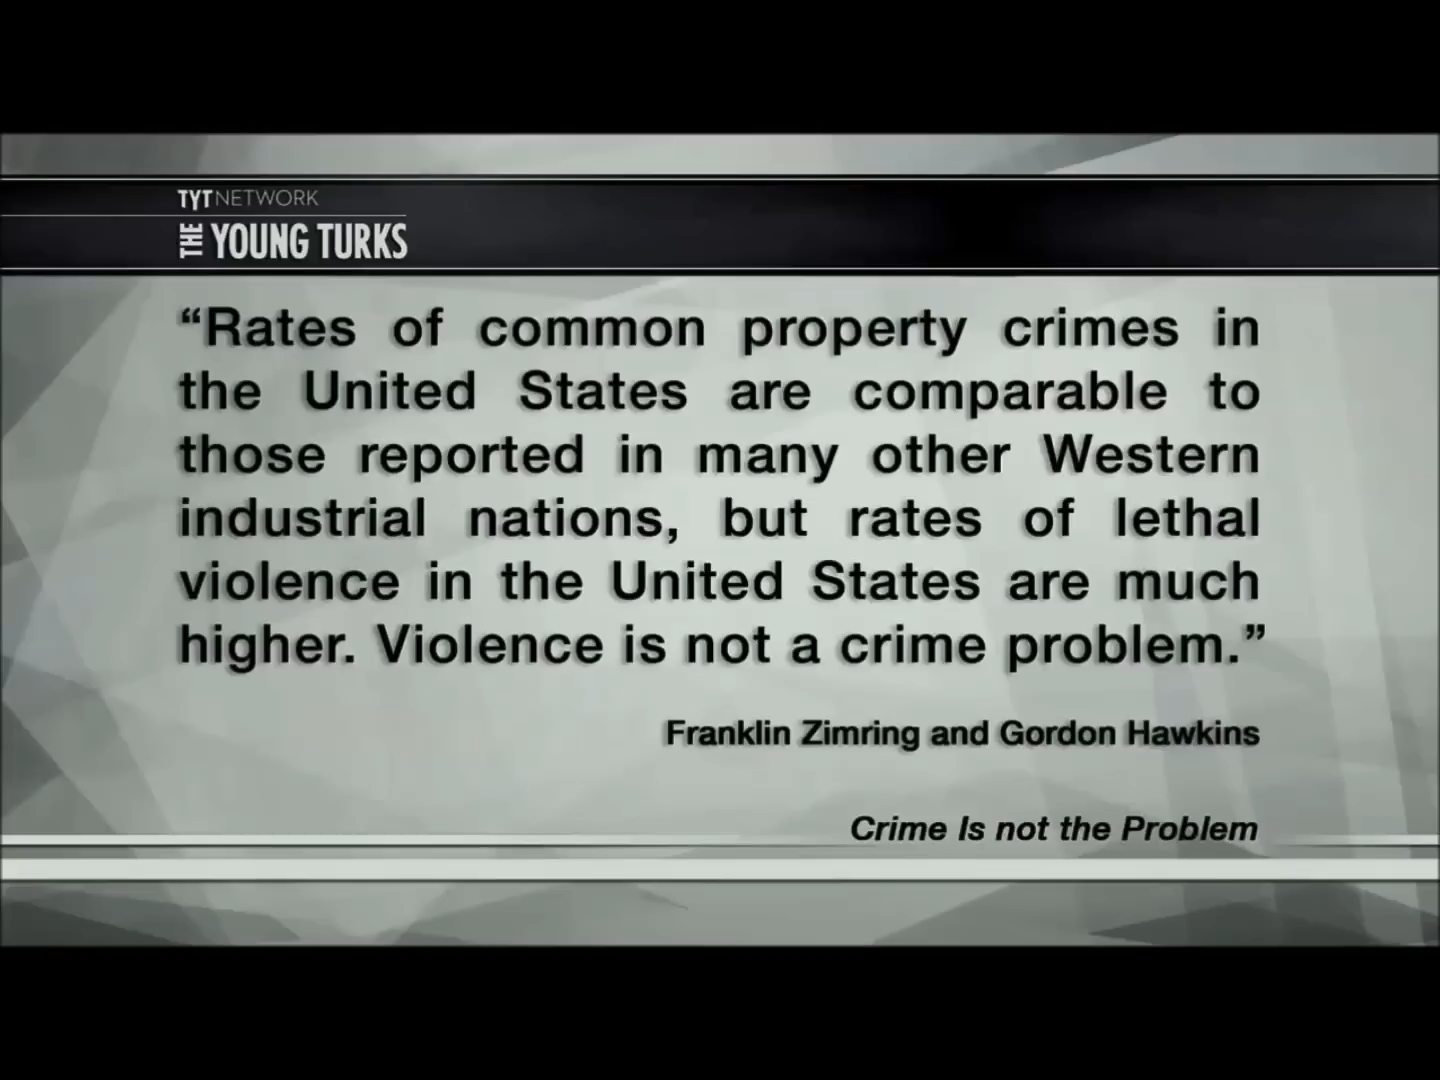 TYT NETWORK
THE YOUNG TURKS
“Rates of common property crimes in
the United States are comparable to
those reported in many other Western
industrial nations, but rates of lethal
violence in the United States are much
higher. Violence is not a crime problem.”
Franklin Zimring and Gordon Hawkins
Crime Is not the Problem